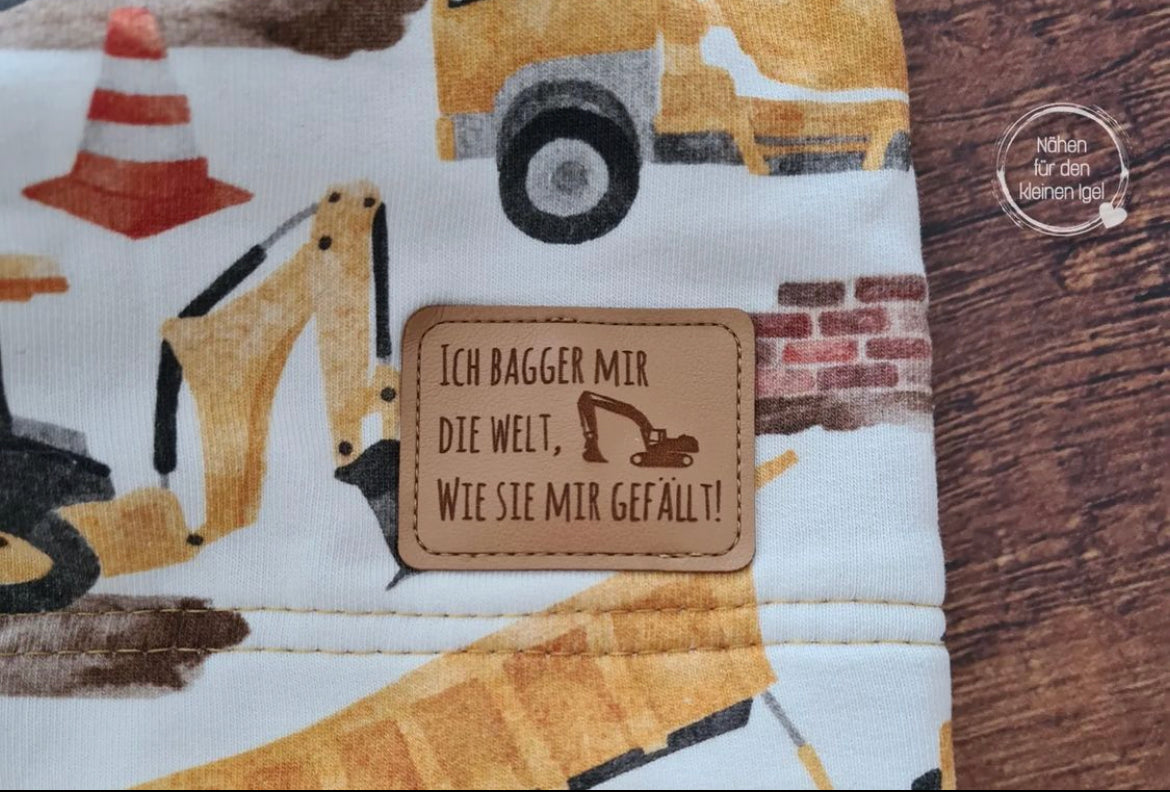 Nähen
für den
kleinen Igel
Ich bagger mir
die Welt,
Wie sie mir gefällt!